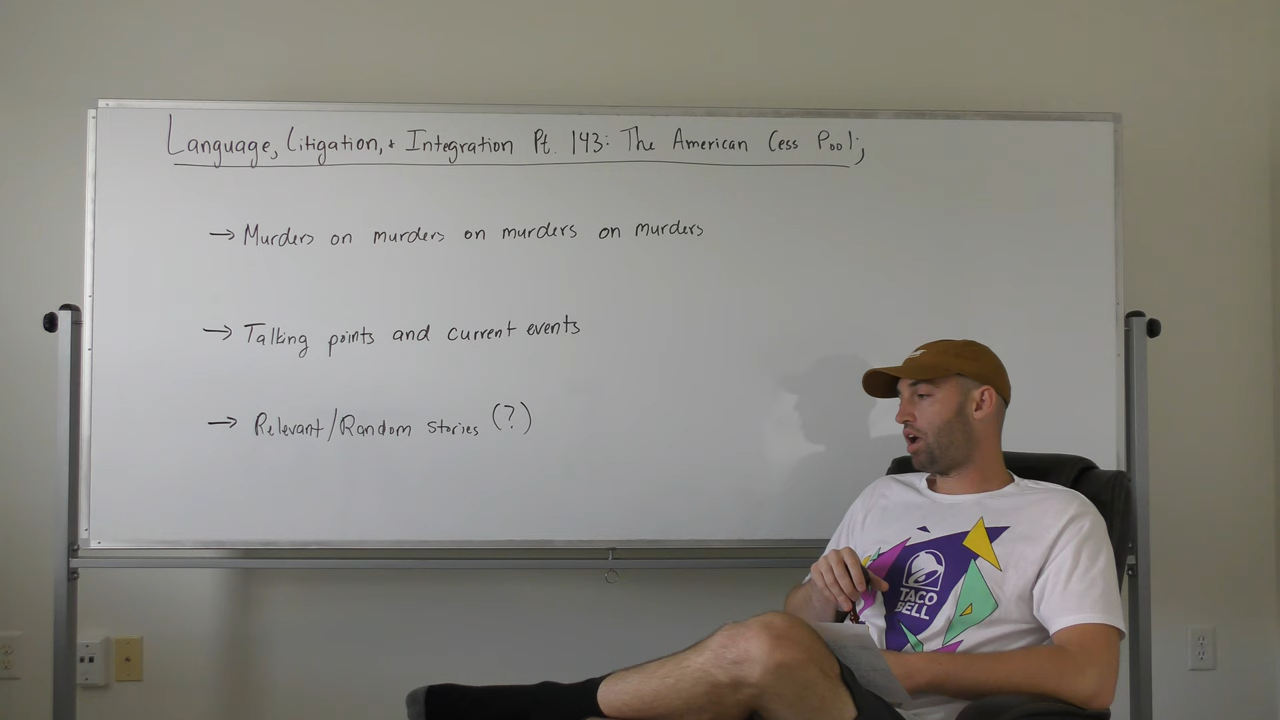 Language, Litigation, + Integration Pt. 143: The American Cess Pool;
→ Murders on murders on murders on murders
→ Talking points and current events
→ Relevant/Random stories (?)
TACO
BELL